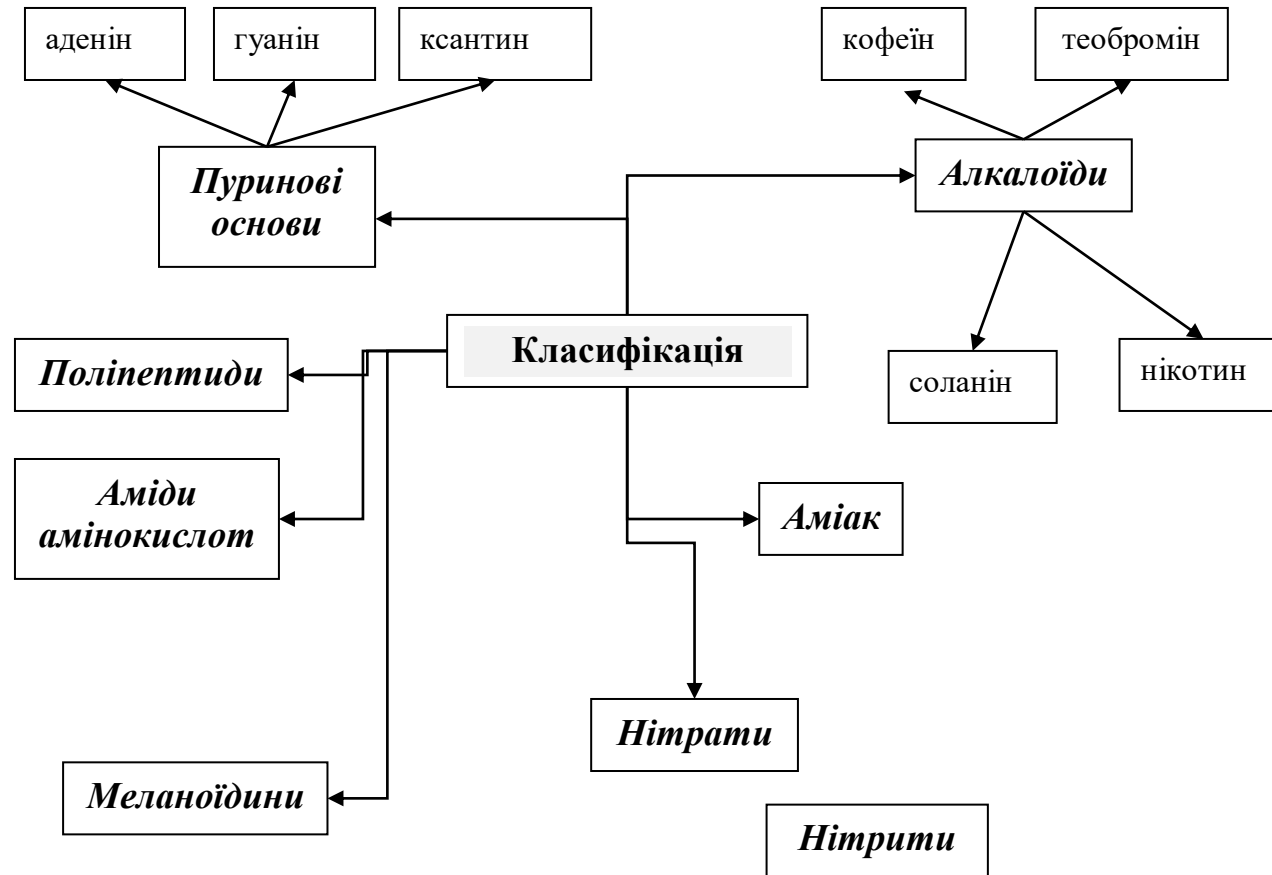 аденін
гуанін
ксантин
кофеїн
теобромін
Пуринові
основи
Алкалоїди
Класифікація
Поліпептиди
соланін
нікотин
Аміди
амінокислот
Аміак
Нітрати
Меланоїдини
Нітрити